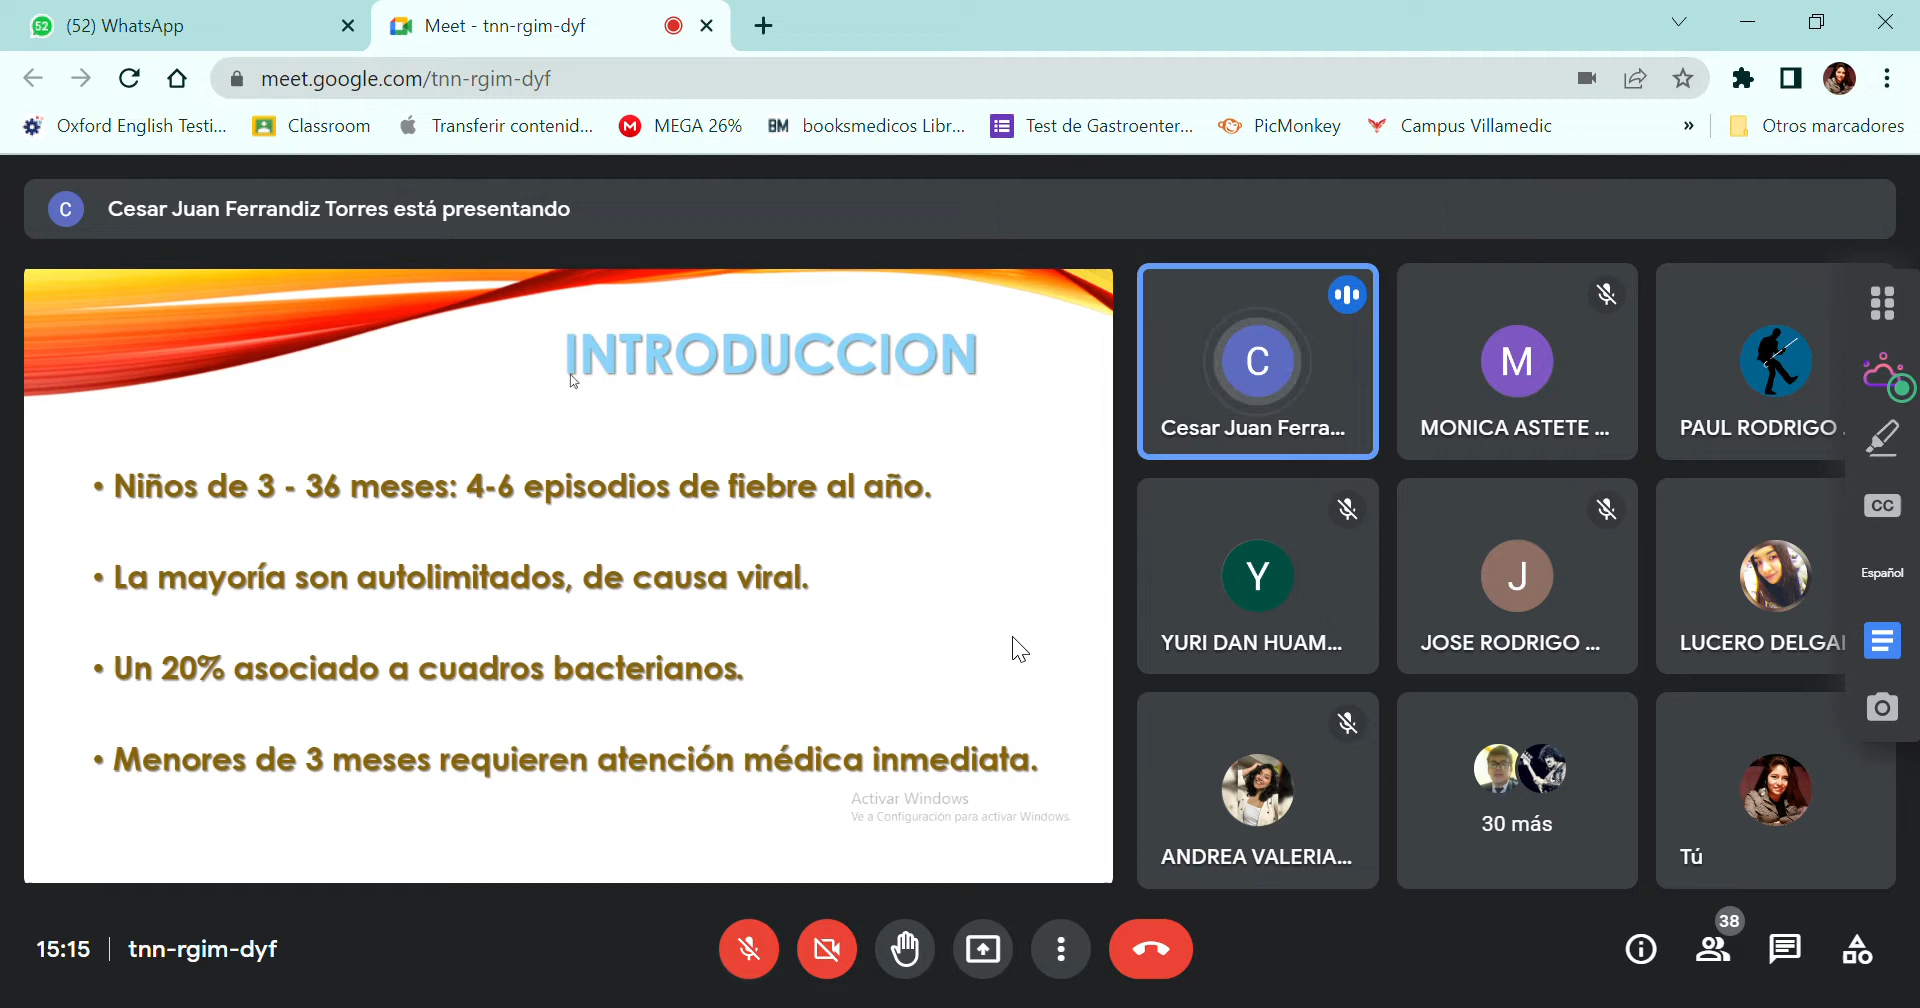 52
(52) WhatsApp
Meet - tnn-rgim-dyf
meet.google.com/tnn-rgim-dyf
Oxford English Testi...
Classroom
Transferir contenid...
M
MEGA 26%
BM
booksmedicos Libr...
Test de Gastroenter...
PicMonkey
Campus Villamedic
»
Otros marcadores
C
Cesar Juan Ferrandiz Torres está presentando
INTRODUCCION
• Niños de 3 - 36 meses: 4-6 episodios de fiebre al año.
• La mayoría son autolimitados, de causa viral.
• Un 20% asociado a cuadros bacterianos.
• Menores de 3 meses requieren atención médica inmediata.
Activar Windows
Ve a Configuración para activar Windows.
C
Cesar Juan Ferra...
M
MONICA ASTETE ...
PAUL RODRIGO
Y
YURI DAN HUAM...
J
JOSE RODRIGO ...
LUCERO DELGA
ANDREA VALERIA...
30 más
Tú
CC
Español
15:15
tnn-rgim-dyf
38